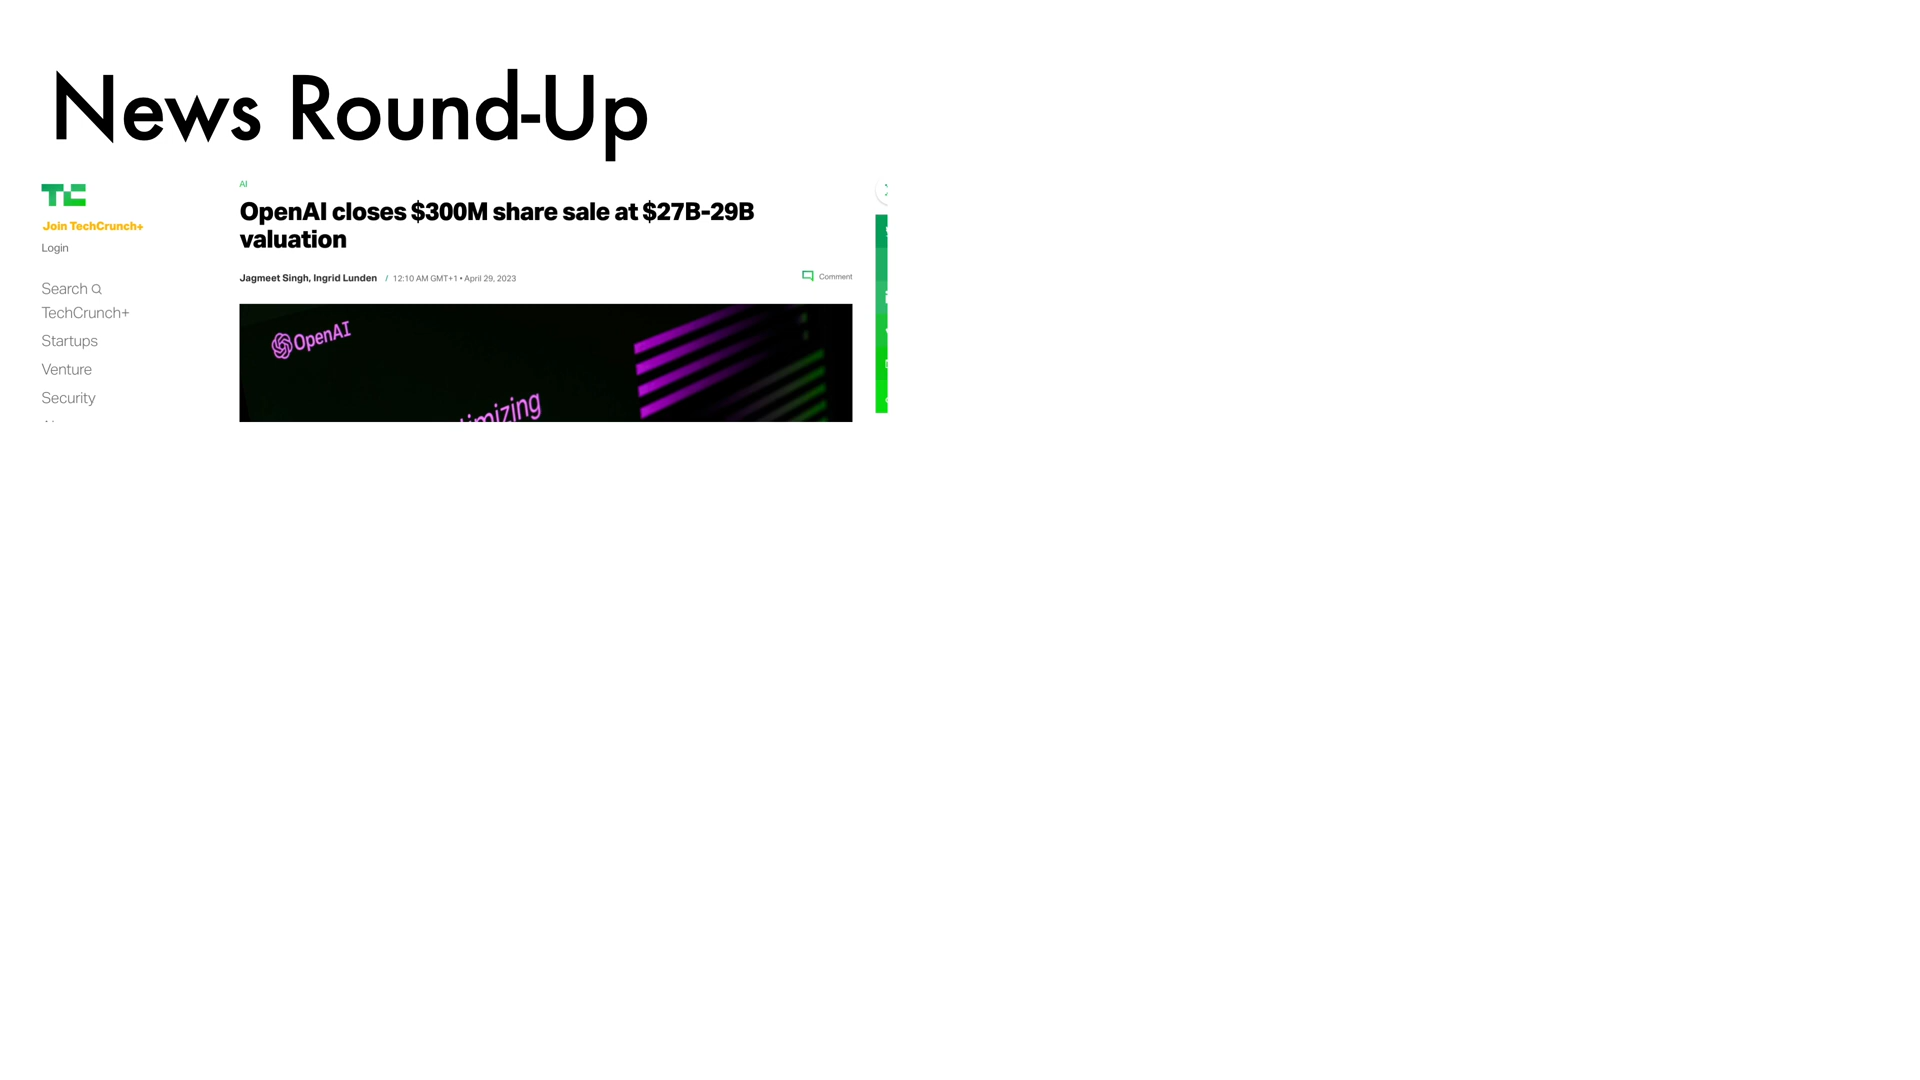 News Round-Up
TC
Join TechCrunch+
Login
Search
TechCrunch+
Startups
Venture
Security
AI
OpenAI closes $300M share sale at $27B-29B
valuation
Jagmeet Singh, Ingrid Lunden / 12:10 AM GMT+1 • April 29, 2023
Comment
OpenAI